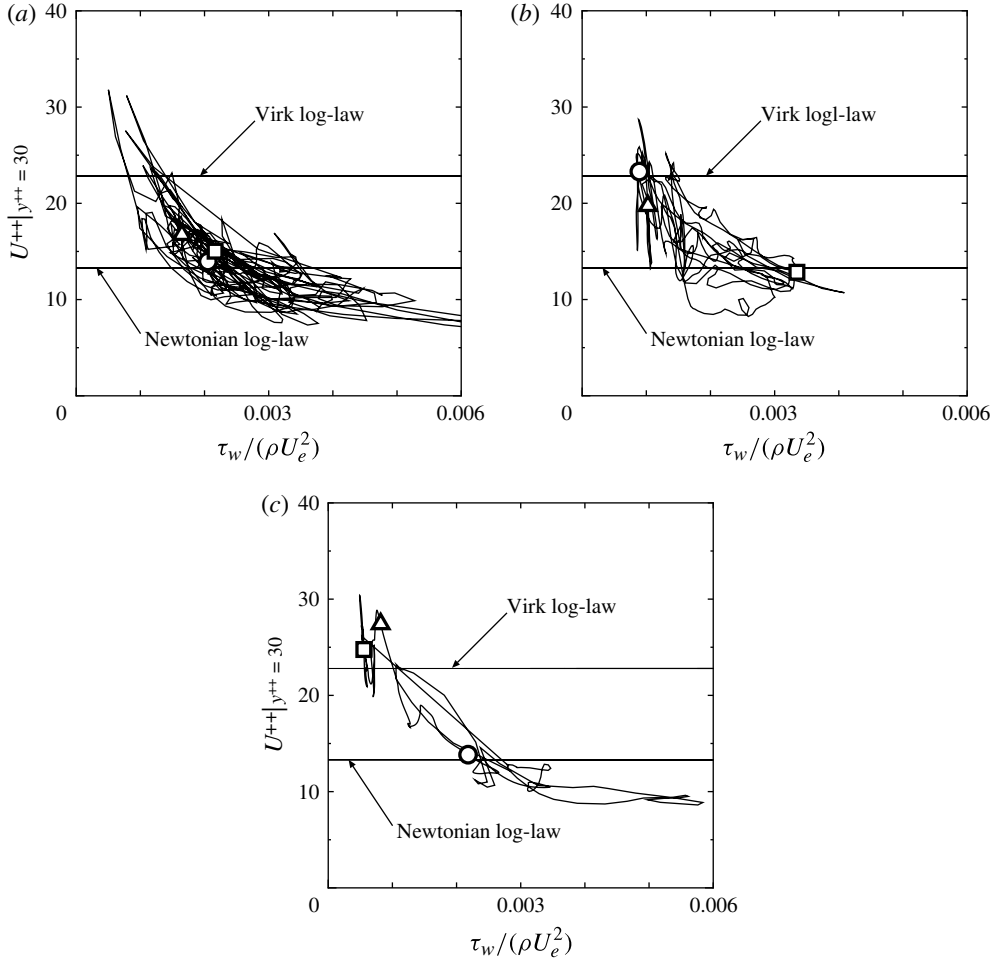 (a)
40
30
20
10
0
0.003
0.006
U⁺⁺|y⁺⁺ = 30
τw/(ρUe²)
Virk log-law
Newtonian log-law
(b)
40
30
20
10
0
0.003
0.006
τw/(ρUe²)
Virk logl-law
Newtonian log-law
(c)
40
30
20
10
0
0.003
0.006
U⁺⁺|y⁺⁺ = 30
τw/(ρUe²)
Virk log-law
Newtonian log-law